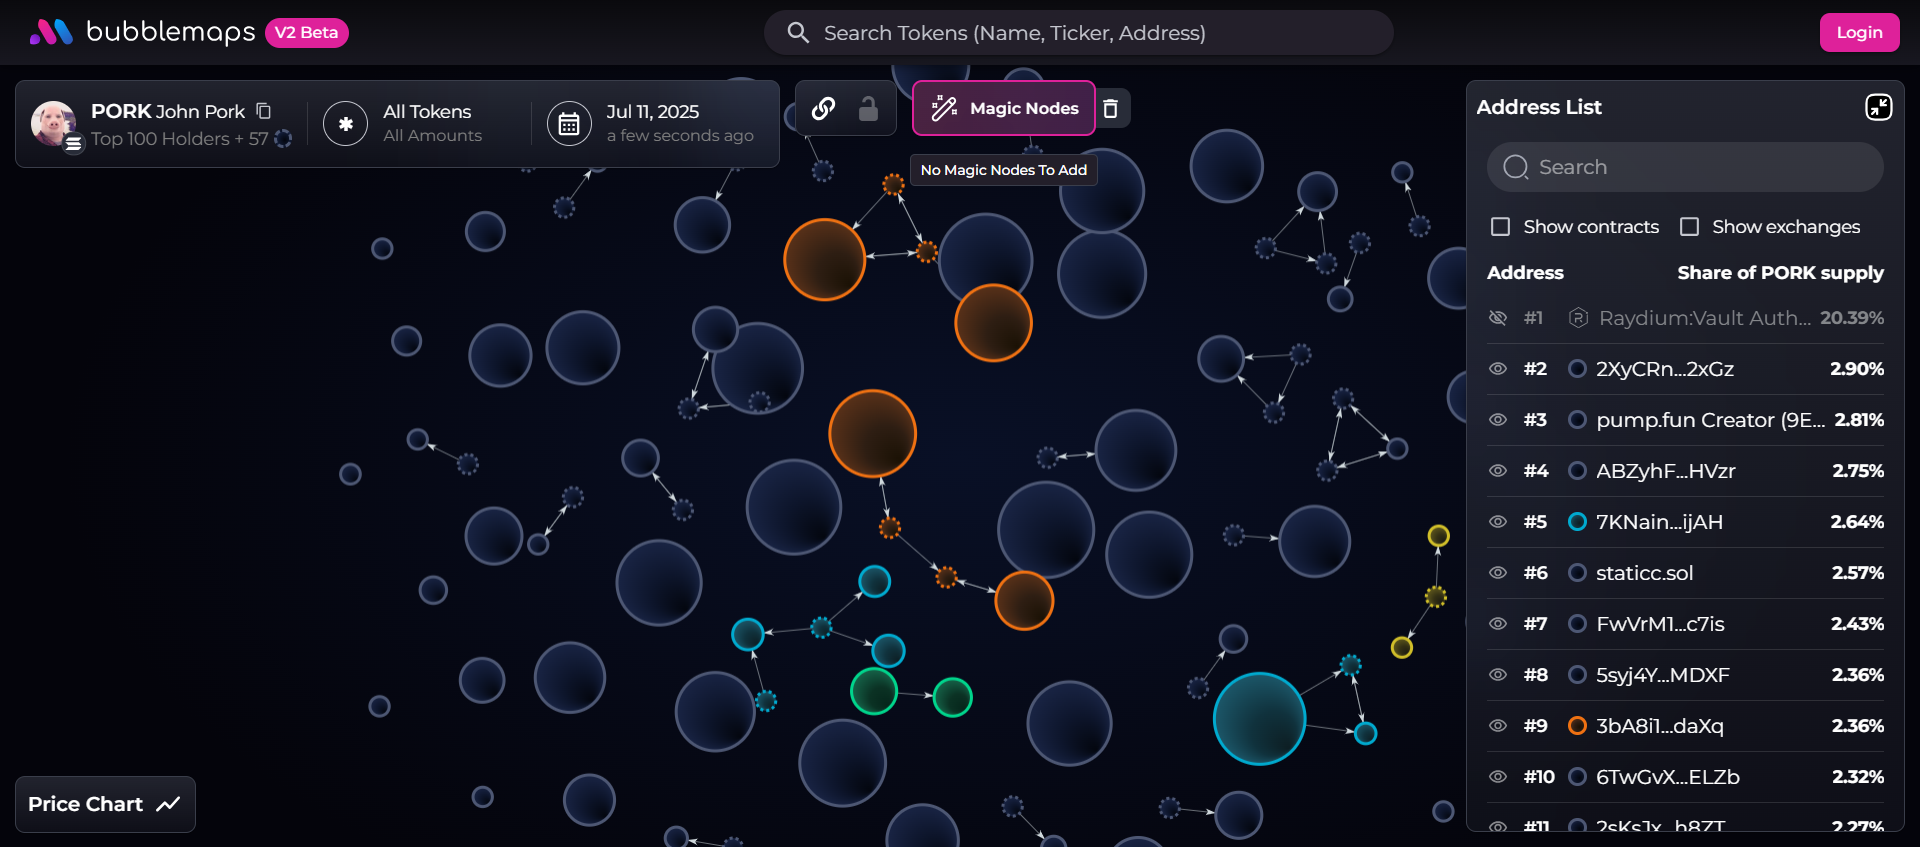 bubblemaps V2 Beta
Search Tokens (Name, Ticker, Address)
Login
PORK John Pork
Top 100 Holders + 57
All Tokens
All Amounts
Jul 11, 2025
a few seconds ago
Magic Nodes
No Magic Nodes To Add
Address List
Search
Show contracts
Show exchanges
Address Share of PORK supply
#1 Raydium:Vault Auth... 20.39%
#2 2XyCRn...2xGz 2.90%
#3 pump.fun Creator (9E... 2.81%
#4 ABZyhF...HVzr 2.75%
#5 7KNain...ijAH 2.64%
#6 staticc.sol 2.57%
#7 FwVrM1...c7is 2.43%
#8 5syj4Y...MDXF 2.36%
#9 3bA8i1...daXq 2.36%
#10 6TwGvX...ELZb 2.32%
#11 2sKsJx...h8ZT 2.27%
Price Chart